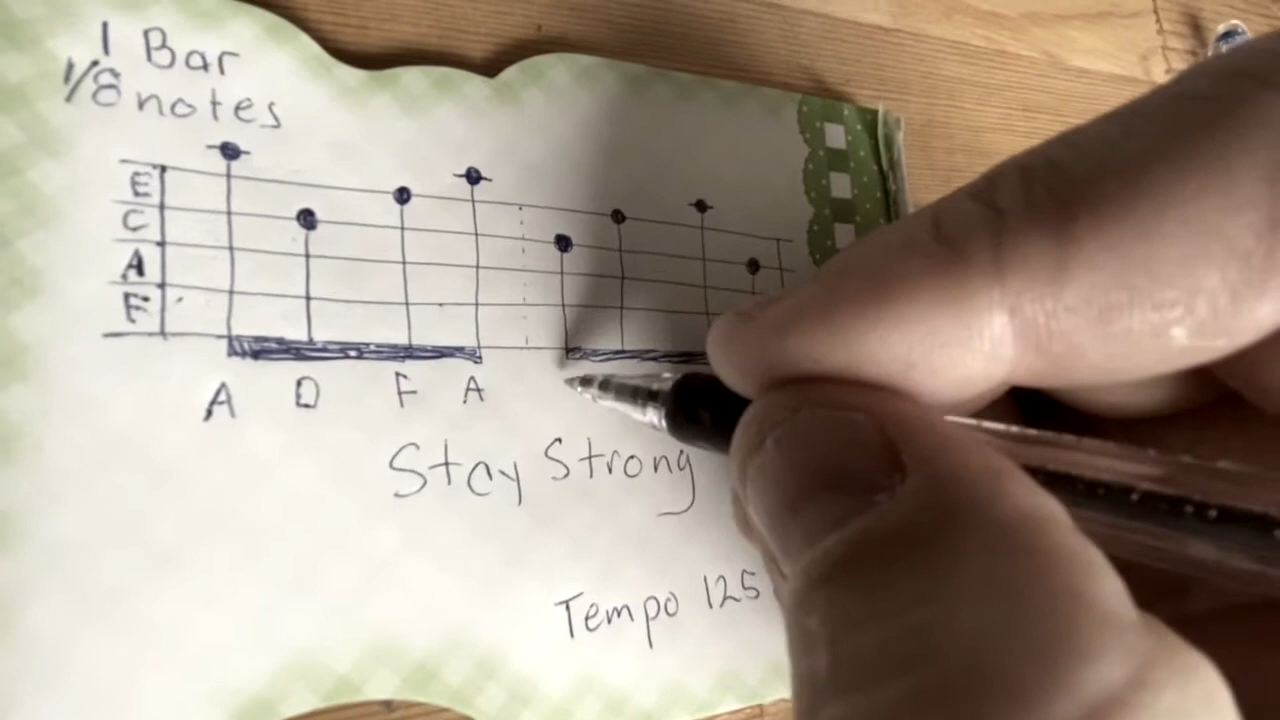 1 Bar
1/8 notes
E
C
A
F
A D F A
Stay Strong
Tempo 125